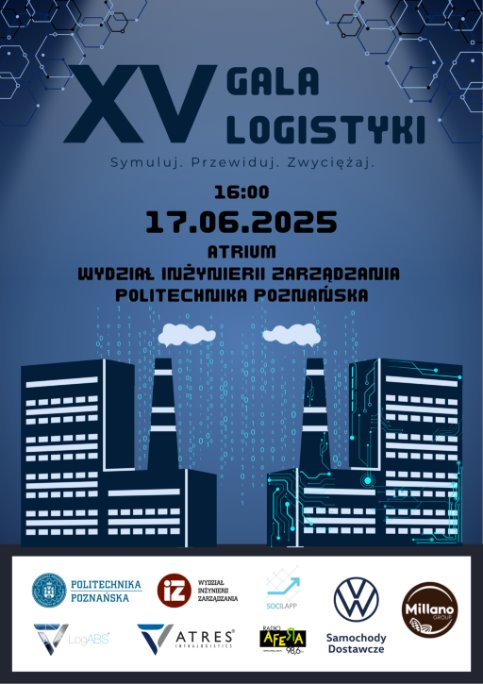 XV GALA
LOGISTYKI
Symuluj. Przewiduj. Zwyciężaj.
16:00
17.06.2025
ATRIUM
WYDZIAŁ INŻYNIERII ZARZĄDZANIA
POLITECHNIKA POZNAŃSKA
POLITECHNIKA
POZNAŃSKA
iZ
WYDZIAŁ
INŻYNIERII
ZARZĄDZANIA
SOCILAPP
Samochody
Dostawcze
Millano
GROUP
LogABS
ATRES®
INTRALOGISTICS
RADIO
AFERA
98,6